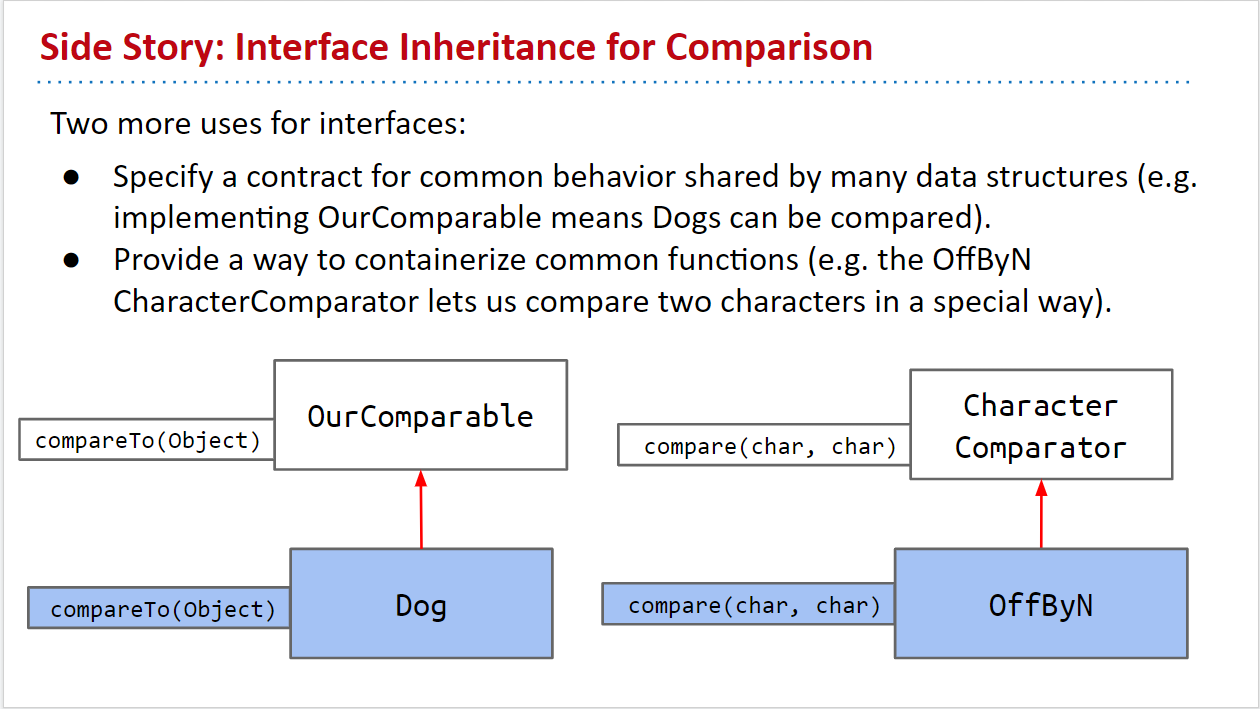 Side Story: Interface Inheritance for Comparison
Two more uses for interfaces:
● Specify a contract for common behavior shared by many data structures (e.g.
implementing OurComparable means Dogs can be compared).
● Provide a way to containerize common functions (e.g. the OffByN
CharacterComparator lets us compare two characters in a special way).
OurComparable
compareTo(Object)
Character
Comparator
compare(char, char)
Dog
compareTo(Object)
OffByN
compare(char, char)